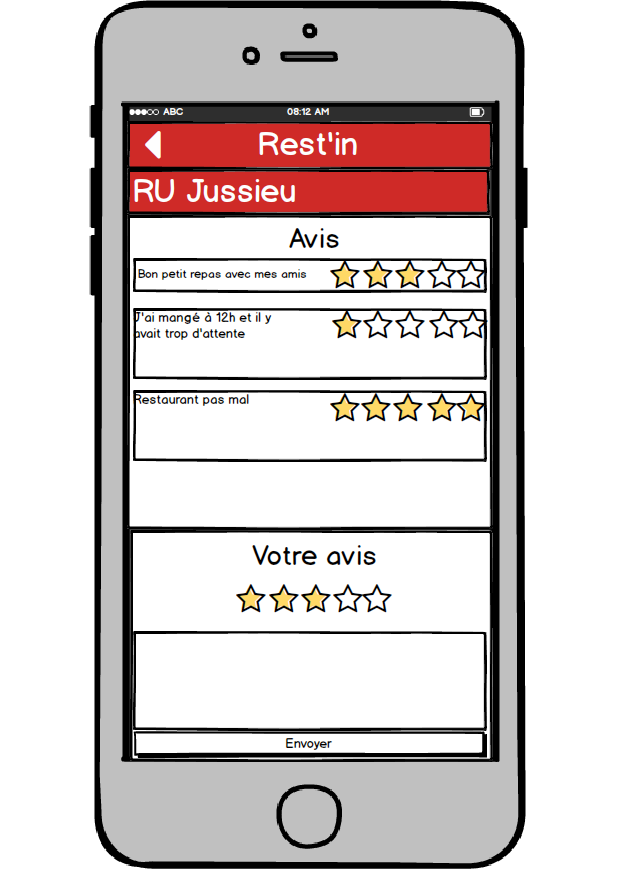 ABC 08:12 AM
Rest'in
RU Jussieu
Avis
Bon petit repas avec mes amis
J'ai mangé à 12h et il y
avait trop d'attente
Restaurant pas mal
Votre avis
Envoyer